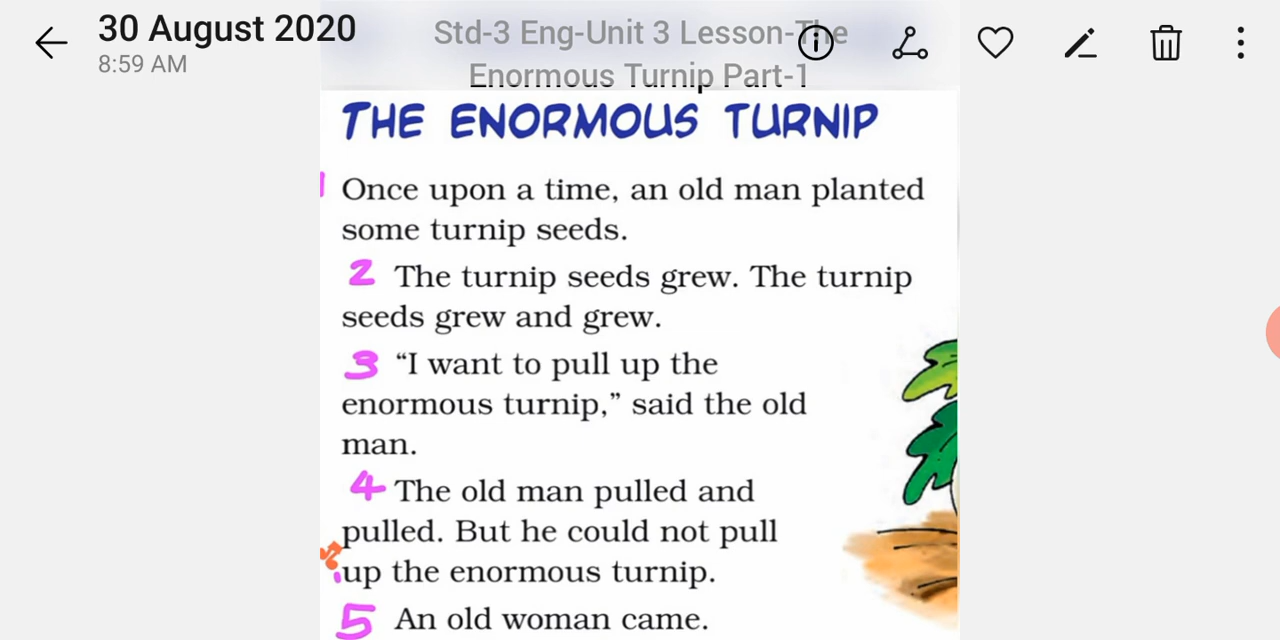 30 August 2020
8:59 AM
Std-3 Eng-Unit 3 Lesson-The
Enormous Turnip Part-1
THE ENORMOUS TURNIP
1 Once upon a time, an old man planted
some turnip seeds.
2 The turnip seeds grew. The turnip
seeds grew and grew.
3 “I want to pull up the
enormous turnip,” said the old
man.
4 The old man pulled and
pulled. But he could not pull
up the enormous turnip.
5 An old woman came.